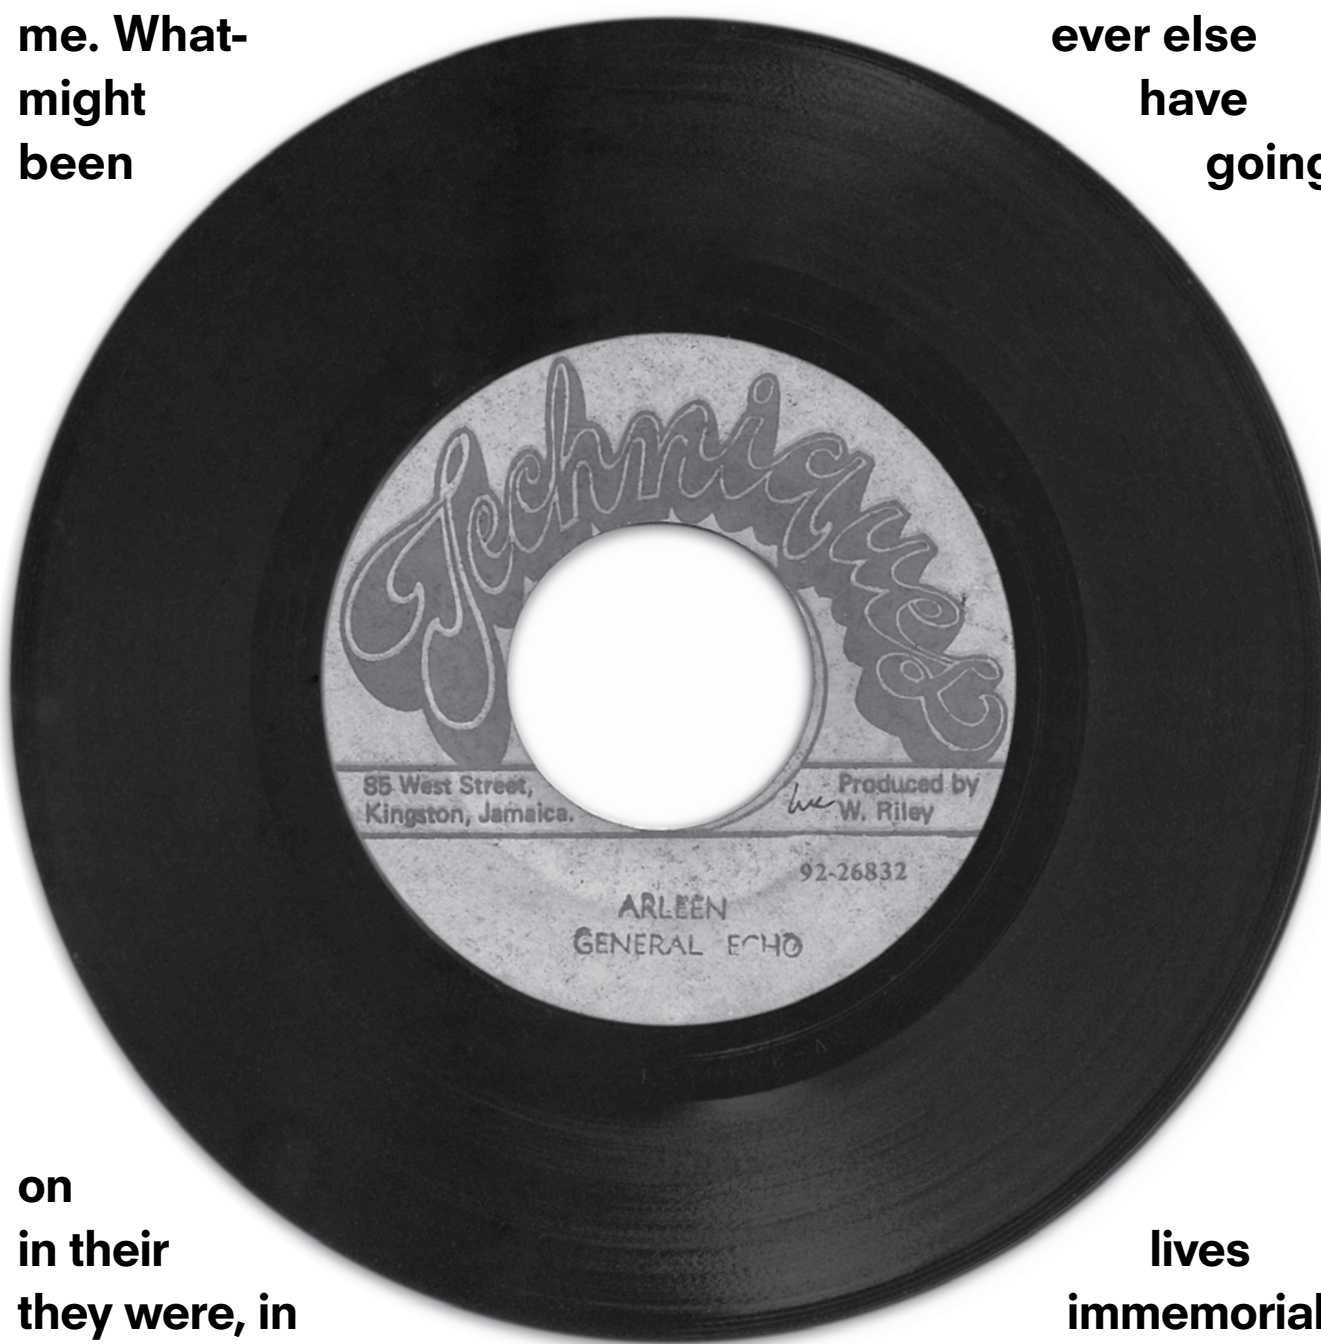 me. What- ever else
might have
been going
Techniques
85 West Street, Produced by
Kingston, Jamaica. W. Riley
92-26832
ARLEEN
GENERAL ECHO
on
in their lives
they were, in immemorial